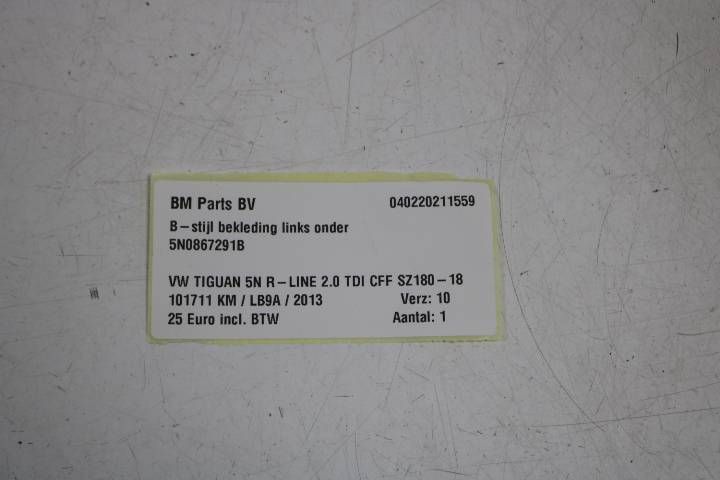 BM Parts BV 040220211559
B-stijl bekleding links onder
5N0867291B
VW TIGUAN 5N R-LINE 2.0 TDI CFF SZ180-18
101711 KM / LB9A / 2013 Verz: 10
25 Euro incl. BTW Aantal: 1